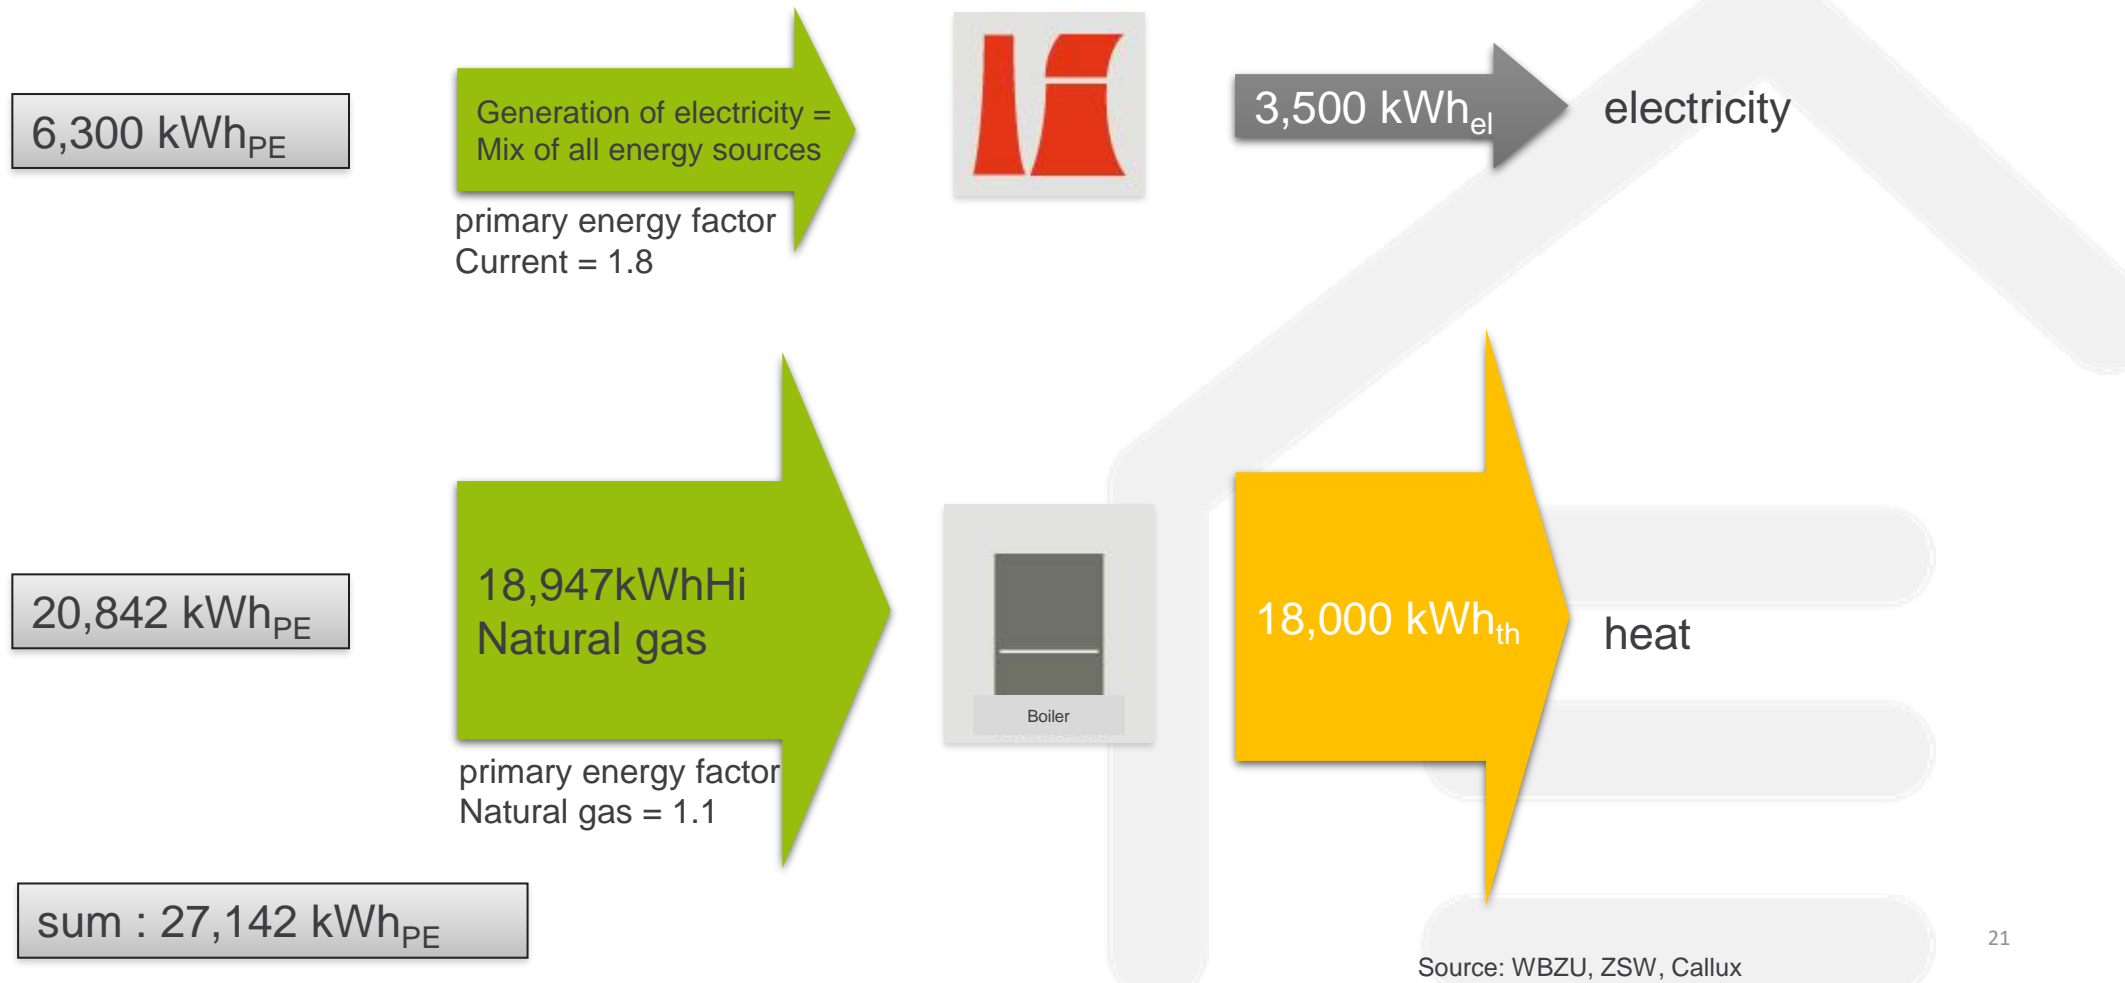 6,300 kWhPE
Generation of electricity =
Mix of all energy sources
primary energy factor
Current = 1.8
3,500 kWhel
electricity
20,842 kWhPE
18,947kWhHi
Natural gas
primary energy factor
Natural gas = 1.1
Boiler
18,000 kWhth
heat
sum : 27,142 kWhPE
21
Source: WBZU, ZSW, Callux